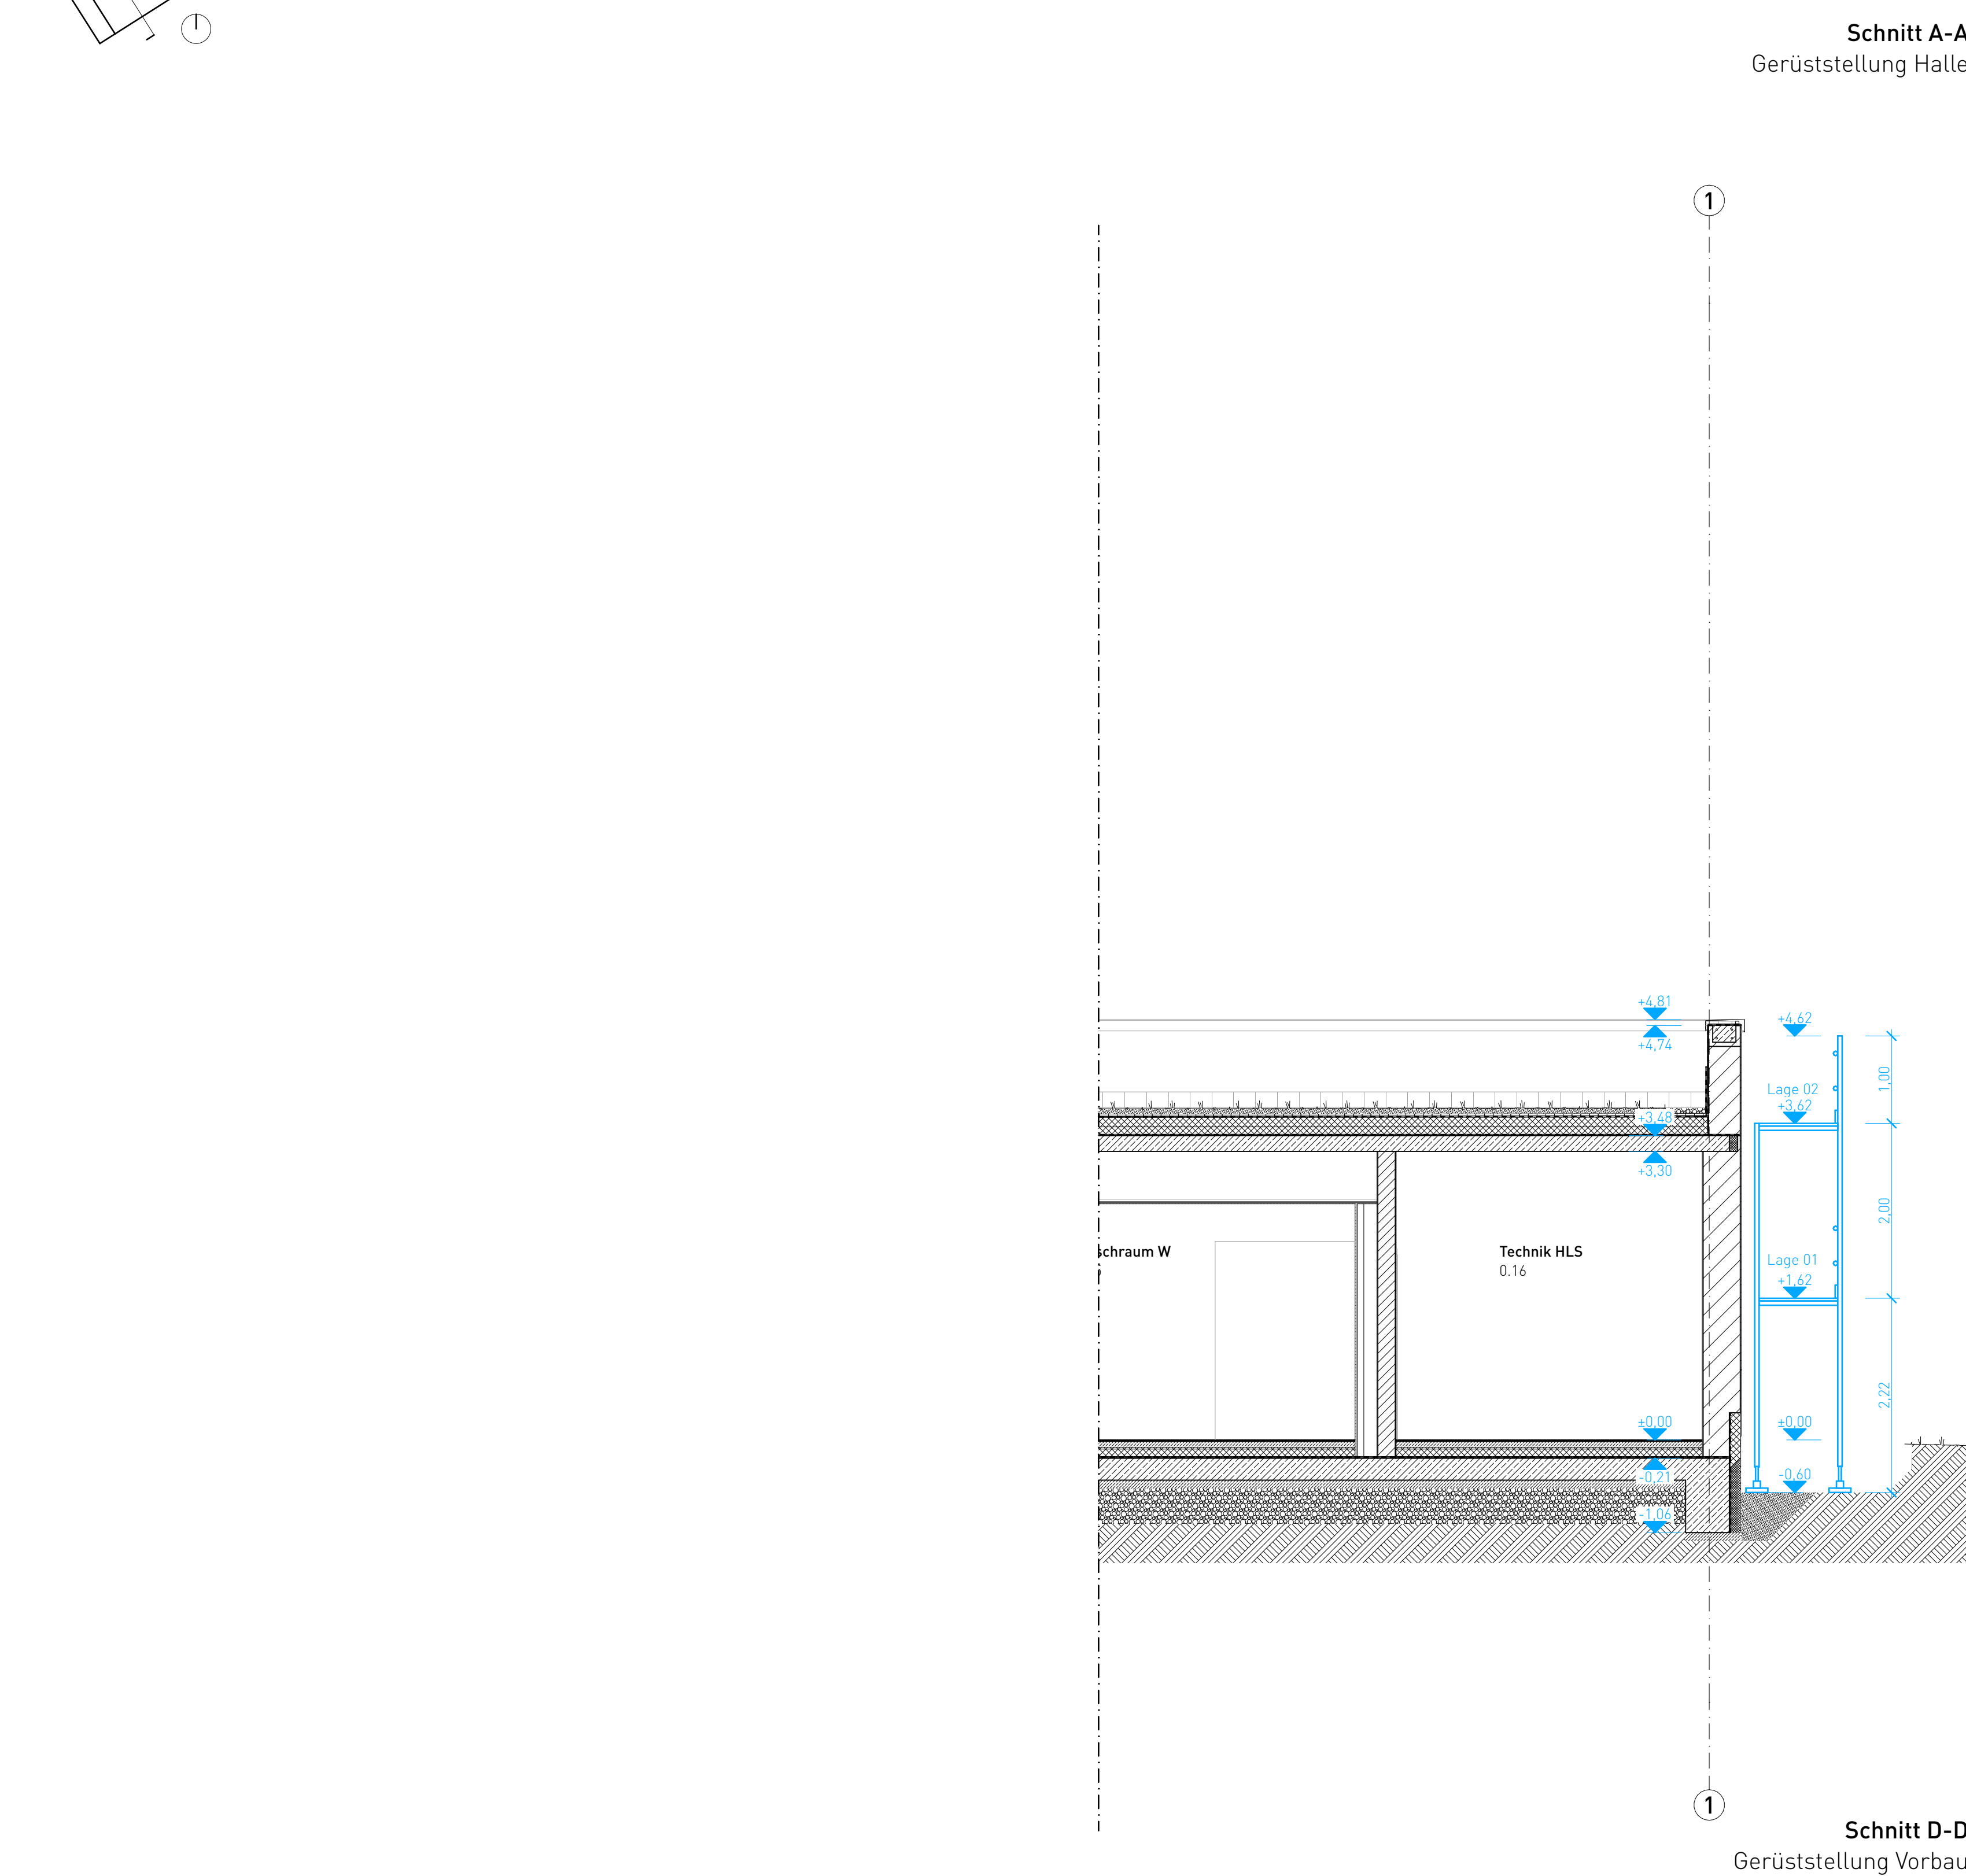 Schnitt A-A
Gerüststellung Halle
1
+4,81
+4,74
+4,62
1,00
Lage 02
+3,62
+3,48
+3,30
2,00
schraum W
Technik HLS
0.16
Lage 01
+1,62
2,22
±0,00
±0,00
-0,21
-0,60
-1,06
1
Schnitt D-D
Gerüststellung Vorbau